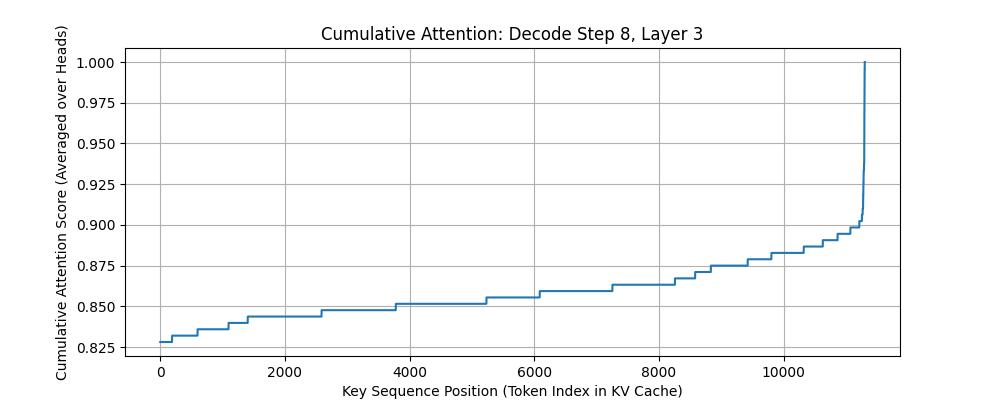 Cumulative Attention: Decode Step 8, Layer 3
Cumulative Attention Score (Averaged over Heads)
1.000
0.975
0.950
0.925
0.900
0.875
0.850
0.825
0 2000 4000 6000 8000 10000
Key Sequence Position (Token Index in KV Cache)